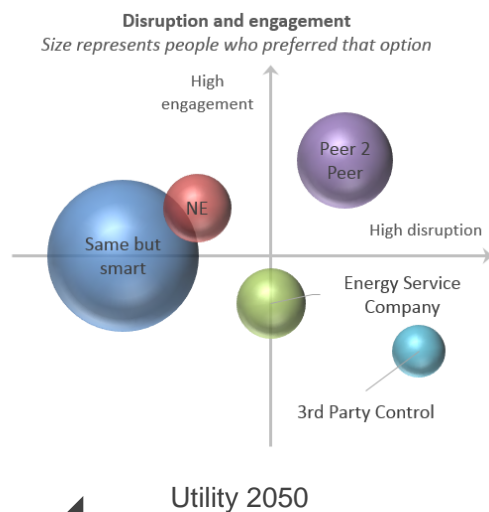 Disruption and engagement
Size represents people who preferred that option
High
engagement
Peer 2
Peer
NE
High disruption
Same but
smart
Energy Service
Company
3rd Party Control
Utility 2050